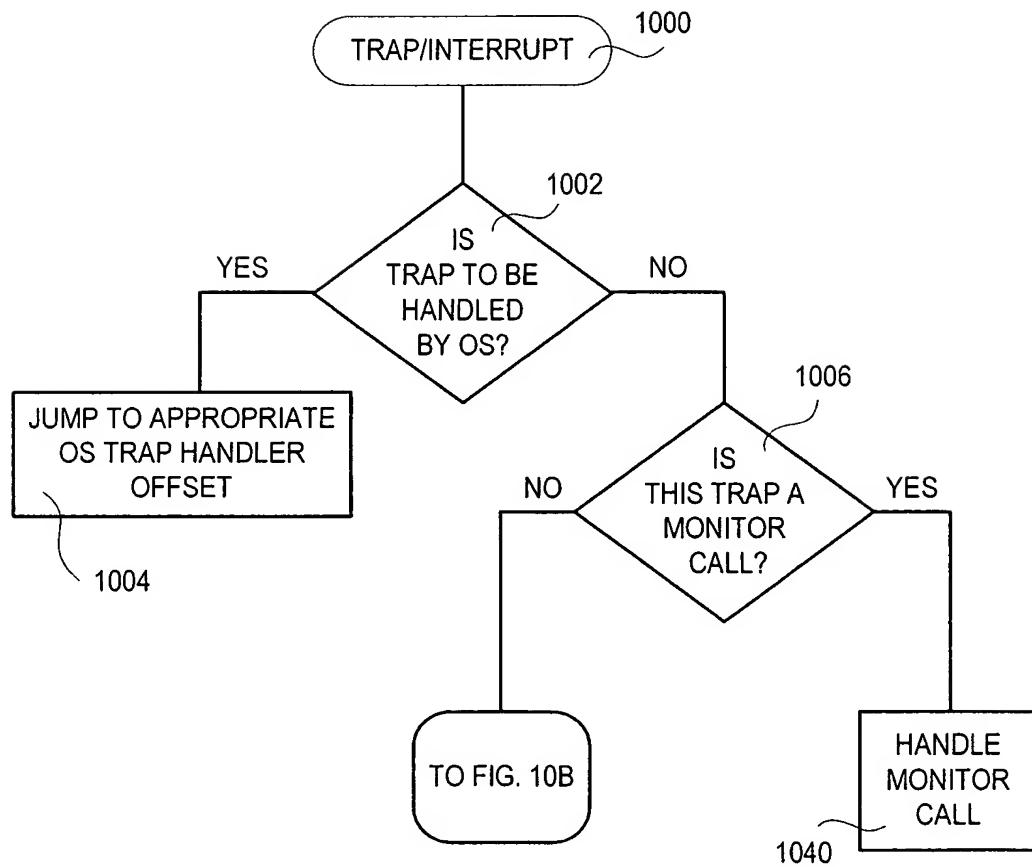 TRAP/INTERRUPT
1000
1002
IS
TRAP TO BE
HANDLED
BY OS?
YES
NO
JUMP TO APPROPRIATE
OS TRAP HANDLER
OFFSET
1004
1006
IS
THIS TRAP A
MONITOR
CALL?
NO
YES
TO FIG. 10B
HANDLE
MONITOR
CALL
1040